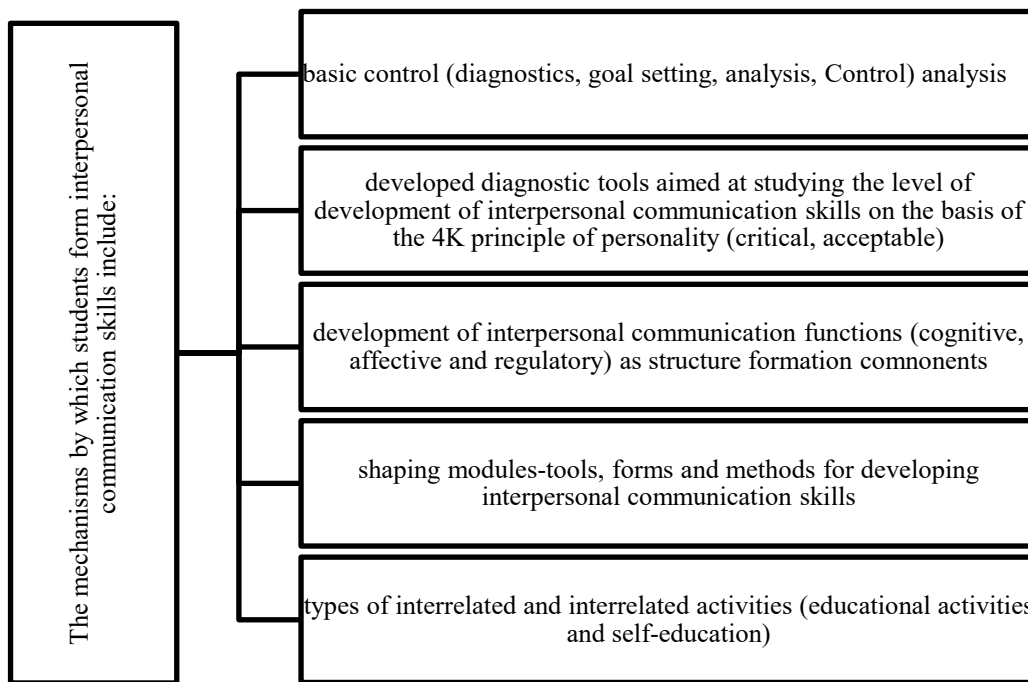 The mechanisms by which students form interpersonal
communication skills include:
basic control (diagnostics, goal setting, analysis, Control) analysis
developed diagnostic tools aimed at studying the level of
development of interpersonal communication skills on the basis of
the 4K principle of personality (critical, acceptable)
development of interpersonal communication functions (cognitive,
affective and regulatory) as structure formation comnonents
shaping modules-tools, forms and methods for developing
interpersonal communication skills
types of interrelated and interrelated activities (educational activities
and self-education)